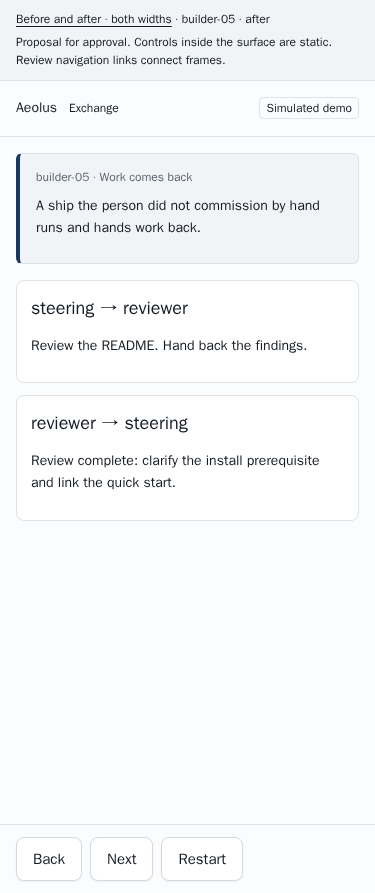 Before and after · both widths · builder-05 · after
Proposal for approval. Controls inside the surface are static.
Review navigation links connect frames.
Aeolus Exchange Simulated demo
builder-05 · Work comes back
A ship the person did not commission by hand
runs and hands work back.
steering → reviewer
Review the README. Hand back the findings.
reviewer → steering
Review complete: clarify the install prerequisite
and link the quick start.
Back Next Restart